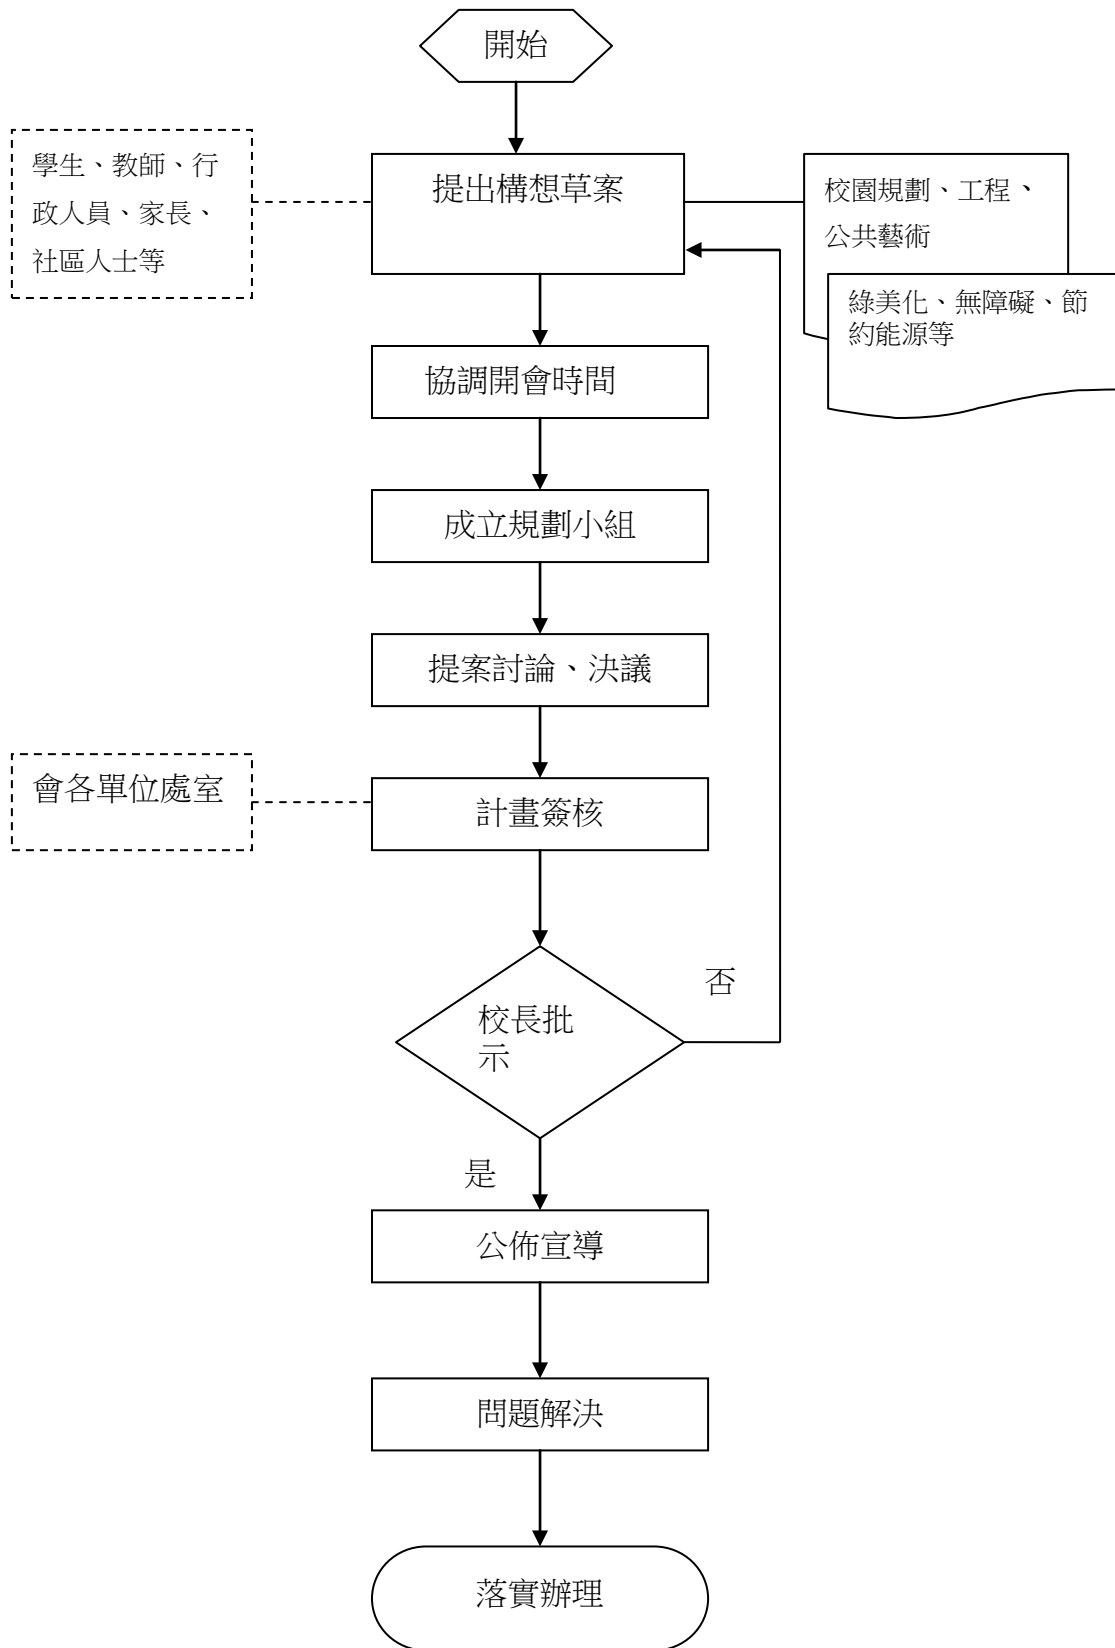 開始
學生、教師、行
政人員、家長、
社區人士等
提出構想草案
校園規劃、工程、
公共藝術
綠美化、無障礙、節
約能源等
協調開會時間
成立規劃小組
提案討論、決議
會各單位處室
計畫簽核
否
校長批
示
是
公佈宣導
問題解決
落實辦理